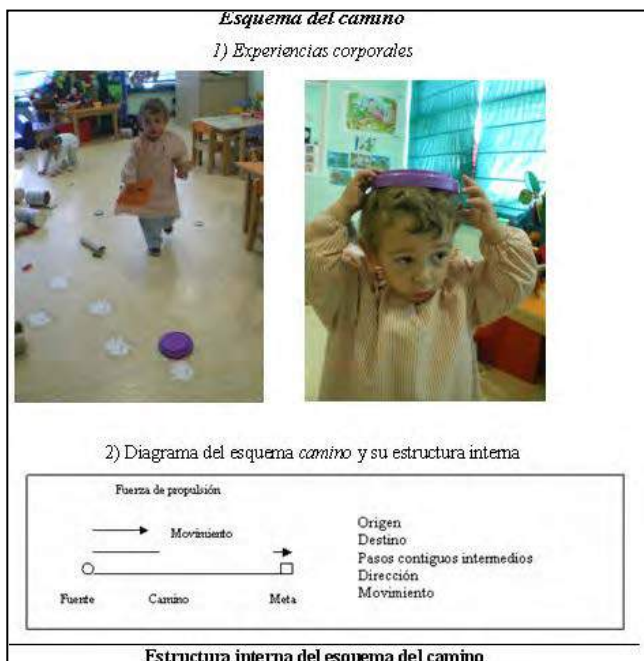 Esquema del camino
1) Experiencias corporales
2) Diagrama del esquema camino y su estructura interna
Fuerza de propulsión
Movimiento
Fuente Camino Meta
Origen
Destino
Pasos contiguos intermedios
Dirección
Movimiento
Estructura interna del esquema del camino